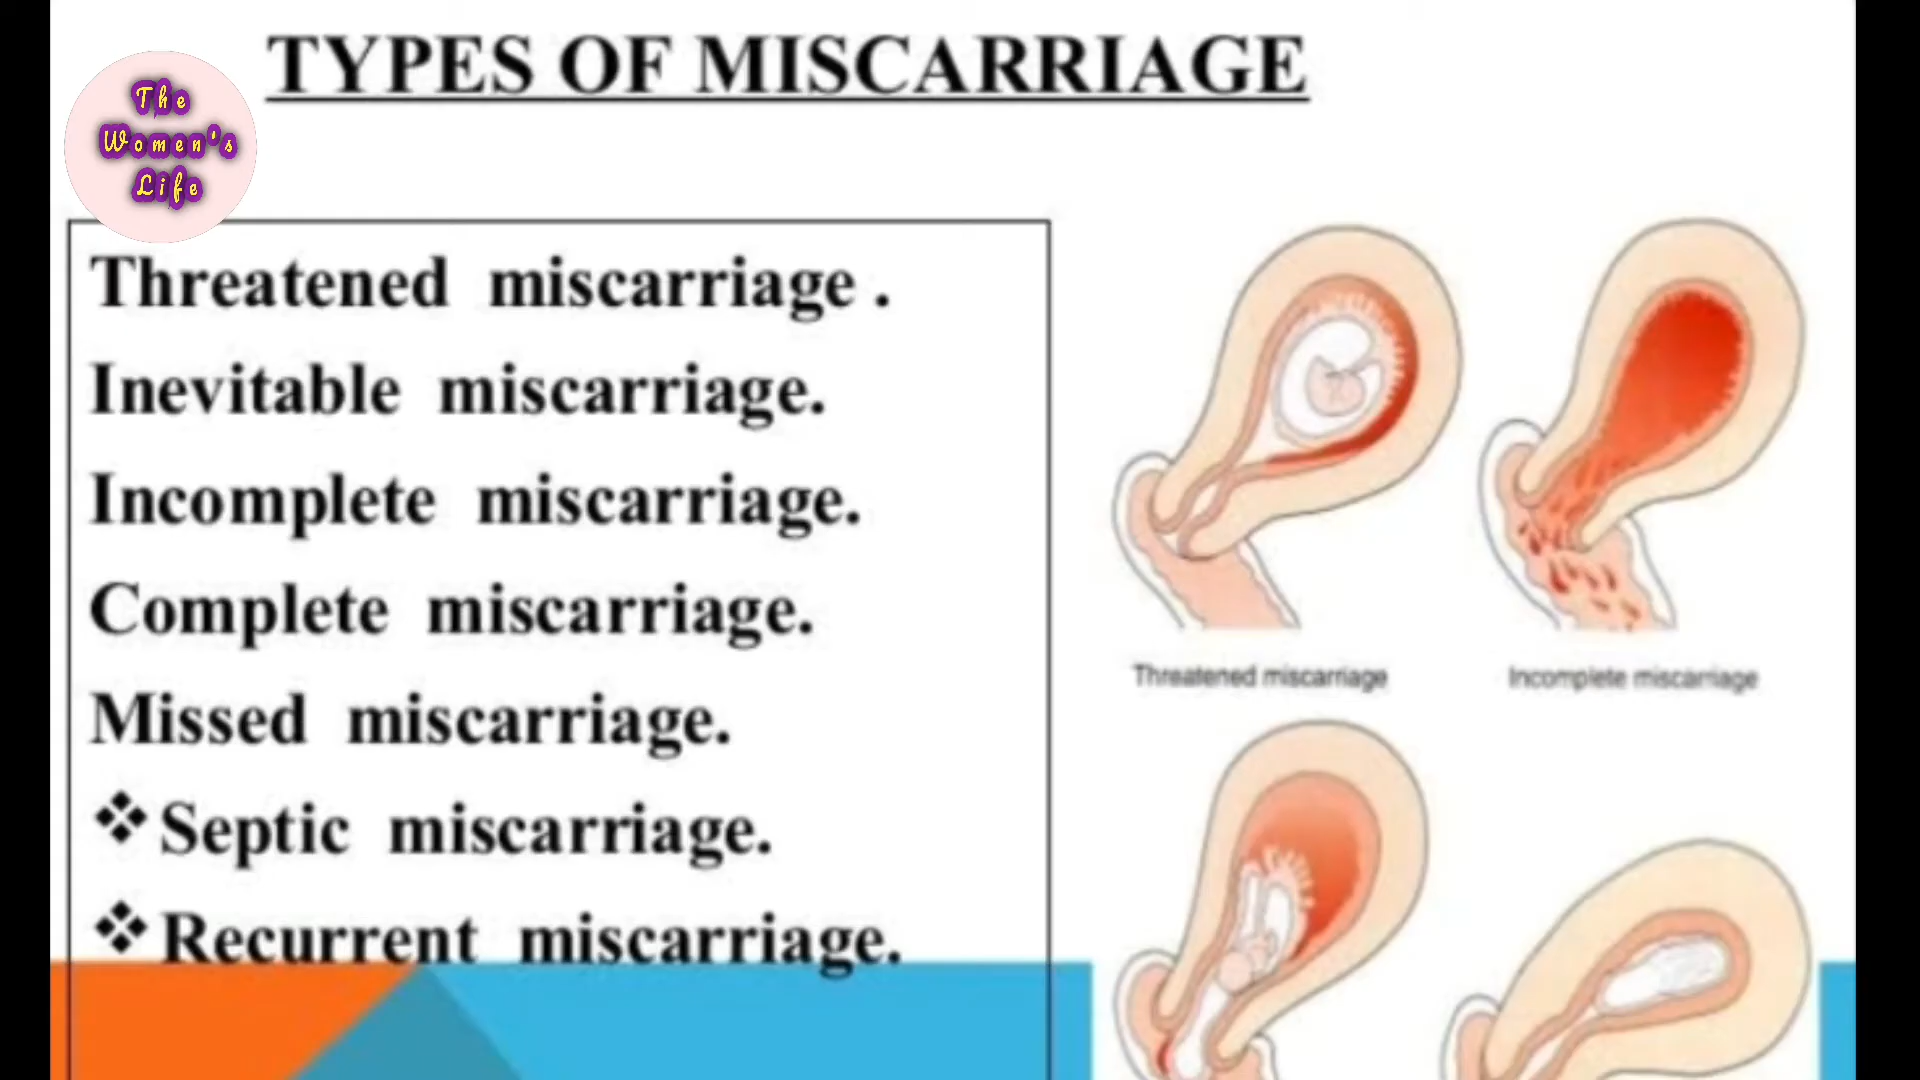 TYPES OF MISCARRIAGE
The
Women's
Life
Threatened miscarriage .
Inevitable miscarriage.
Incomplete miscarriage.
Complete miscarriage.
Missed miscarriage.
❖Septic miscarriage.
❖Recurrent miscarriage.
Threatened miscarriage
Incomplete miscarriage